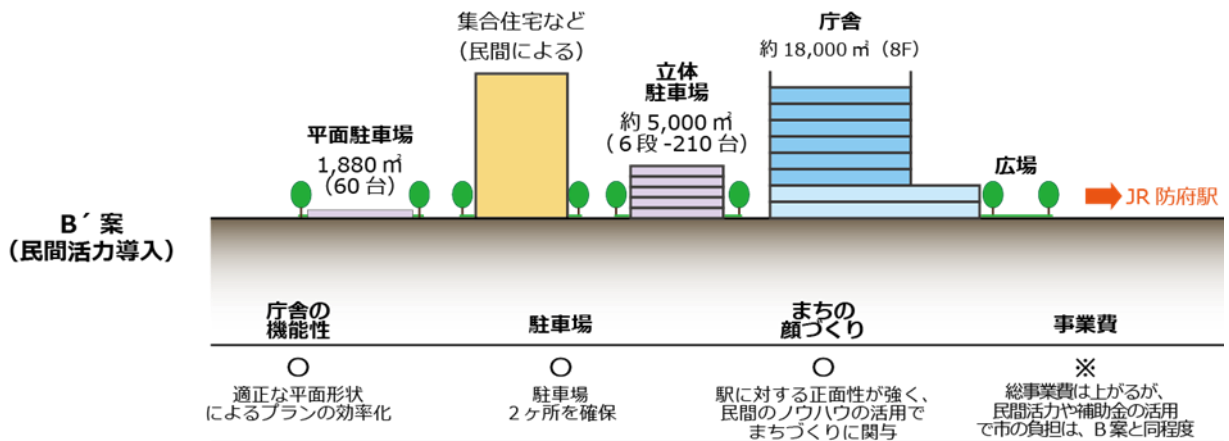 集合住宅など
（民間による）
庁舎
約 18,000 ㎡（8F）
立体
駐車場
約 5,000 ㎡
（６段 -210 台）
平面駐車場
1,880 ㎡
（60 台）
広場
JR 防府駅
B´ 案
（民間活力導入）
庁舎の
機能性
駐車場
まちの
顔づくり
事業費
○
○
○
※
適正な平面形状
によるプランの効率化
駐車場
２ヶ所を確保
駅に対する正面性が強く、
民間のノウハウの活用で
まちづくりに関与
総事業費は上がるが、
民間活力や補助金の活用
で市の負担は、B 案と同程度